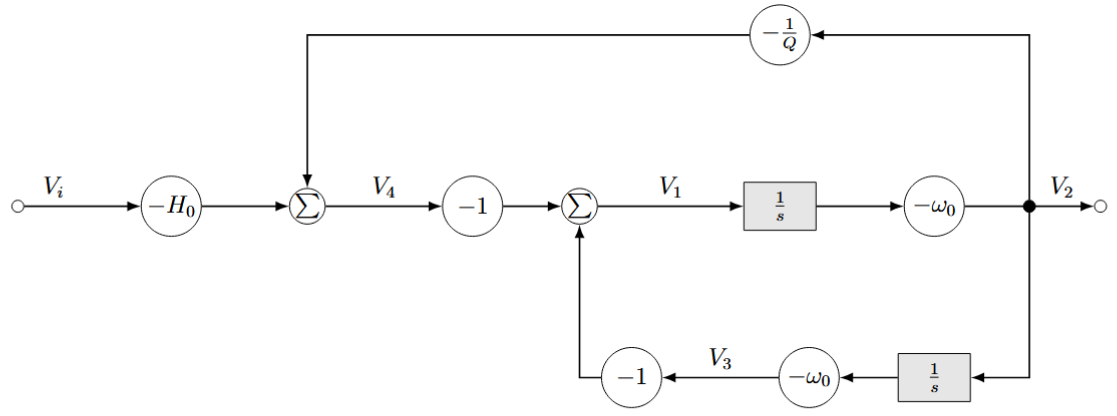 −1/Q
V_i
−H_0
∑
V_4
−1
∑
V_1
1/s
−ω_0
V_2
−1
V_3
−ω_0
1/s